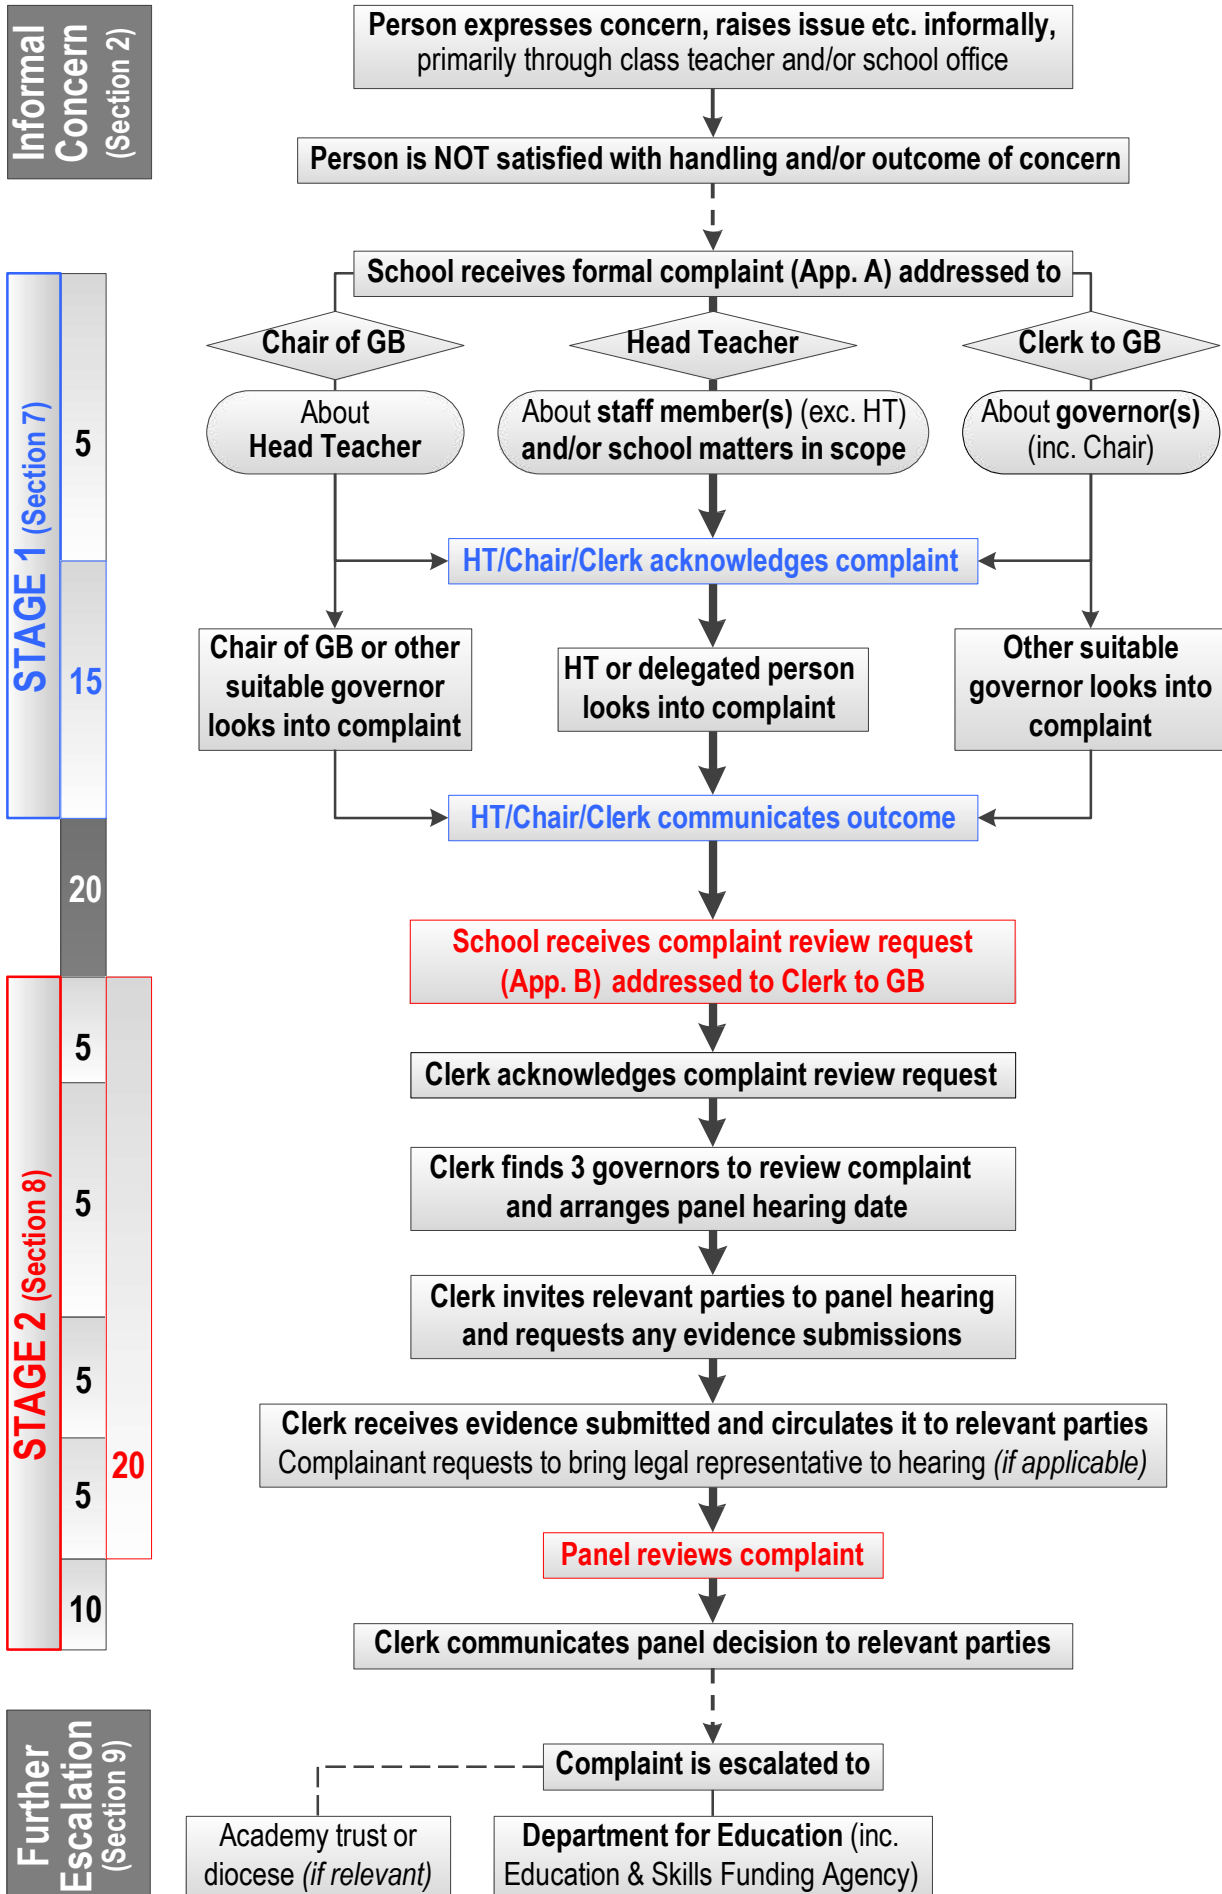 Informal
Concern
(Section 2)
Person expresses concern, raises issue etc. informally,
primarily through class teacher and/or school office
Person is NOT satisfied with handling and/or outcome of concern
STAGE 1 (Section 7)
5
15
School receives formal complaint (App. A) addressed to
Chair of GB
Head Teacher
Clerk to GB
About
Head Teacher
About staff member(s) (exc. HT)
and/or school matters in scope
About governor(s)
(inc. Chair)
HT/Chair/Clerk acknowledges complaint
Chair of GB or other
suitable governor
looks into complaint
HT or delegated person
looks into complaint
Other suitable
governor looks into
complaint
HT/Chair/Clerk communicates outcome
20
School receives complaint review request
(App. B) addressed to Clerk to GB
STAGE 2 (Section 8)
5
5
5
5
20
10
Clerk acknowledges complaint review request
Clerk finds 3 governors to review complaint
and arranges panel hearing date
Clerk invites relevant parties to panel hearing
and requests any evidence submissions
Clerk receives evidence submitted and circulates it to relevant parties
Complainant requests to bring legal representative to hearing (if applicable)
Panel reviews complaint
Clerk communicates panel decision to relevant parties
Further
Escalation
(Section 9)
Complaint is escalated to
Academy trust or
diocese (if relevant)
Department for Education (inc.
Education & Skills Funding Agency)